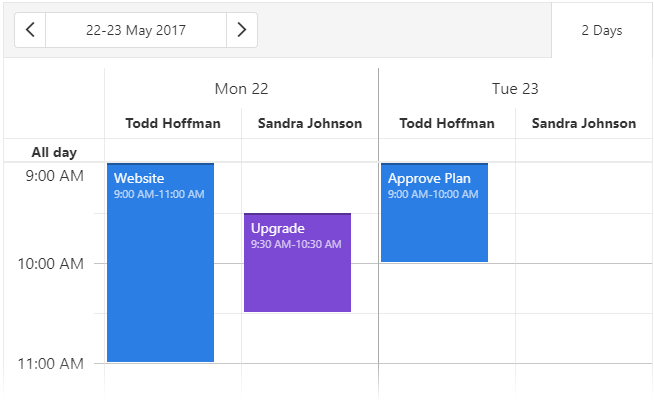 22-23 May 2017
2 Days
Mon 22
Tue 23
Todd Hoffman
Sandra Johnson
Todd Hoffman
Sandra Johnson
All day
9:00 AM
Website
9:00 AM-11:00 AM
Approve Plan
9:00 AM-10:00 AM
Upgrade
9:30 AM-10:30 AM
10:00 AM
11:00 AM